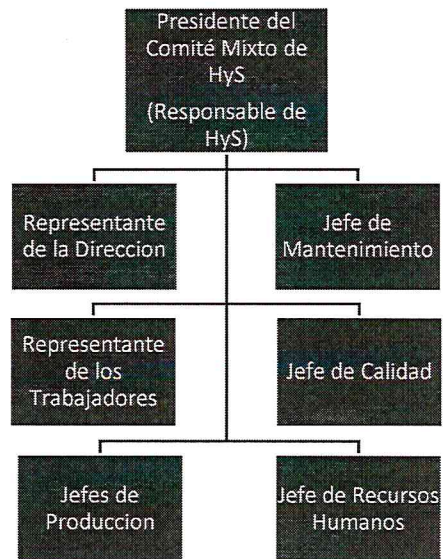 Presidente del
Comité Mixto de
HyS
(Responsable de
HyS)
Representante
de la Direccion
Jefe de
Mantenimiento
Representante
de los
Trabajadores
Jefe de Calidad
Jefes de
Produccion
Jefe de Recursos
Humanos